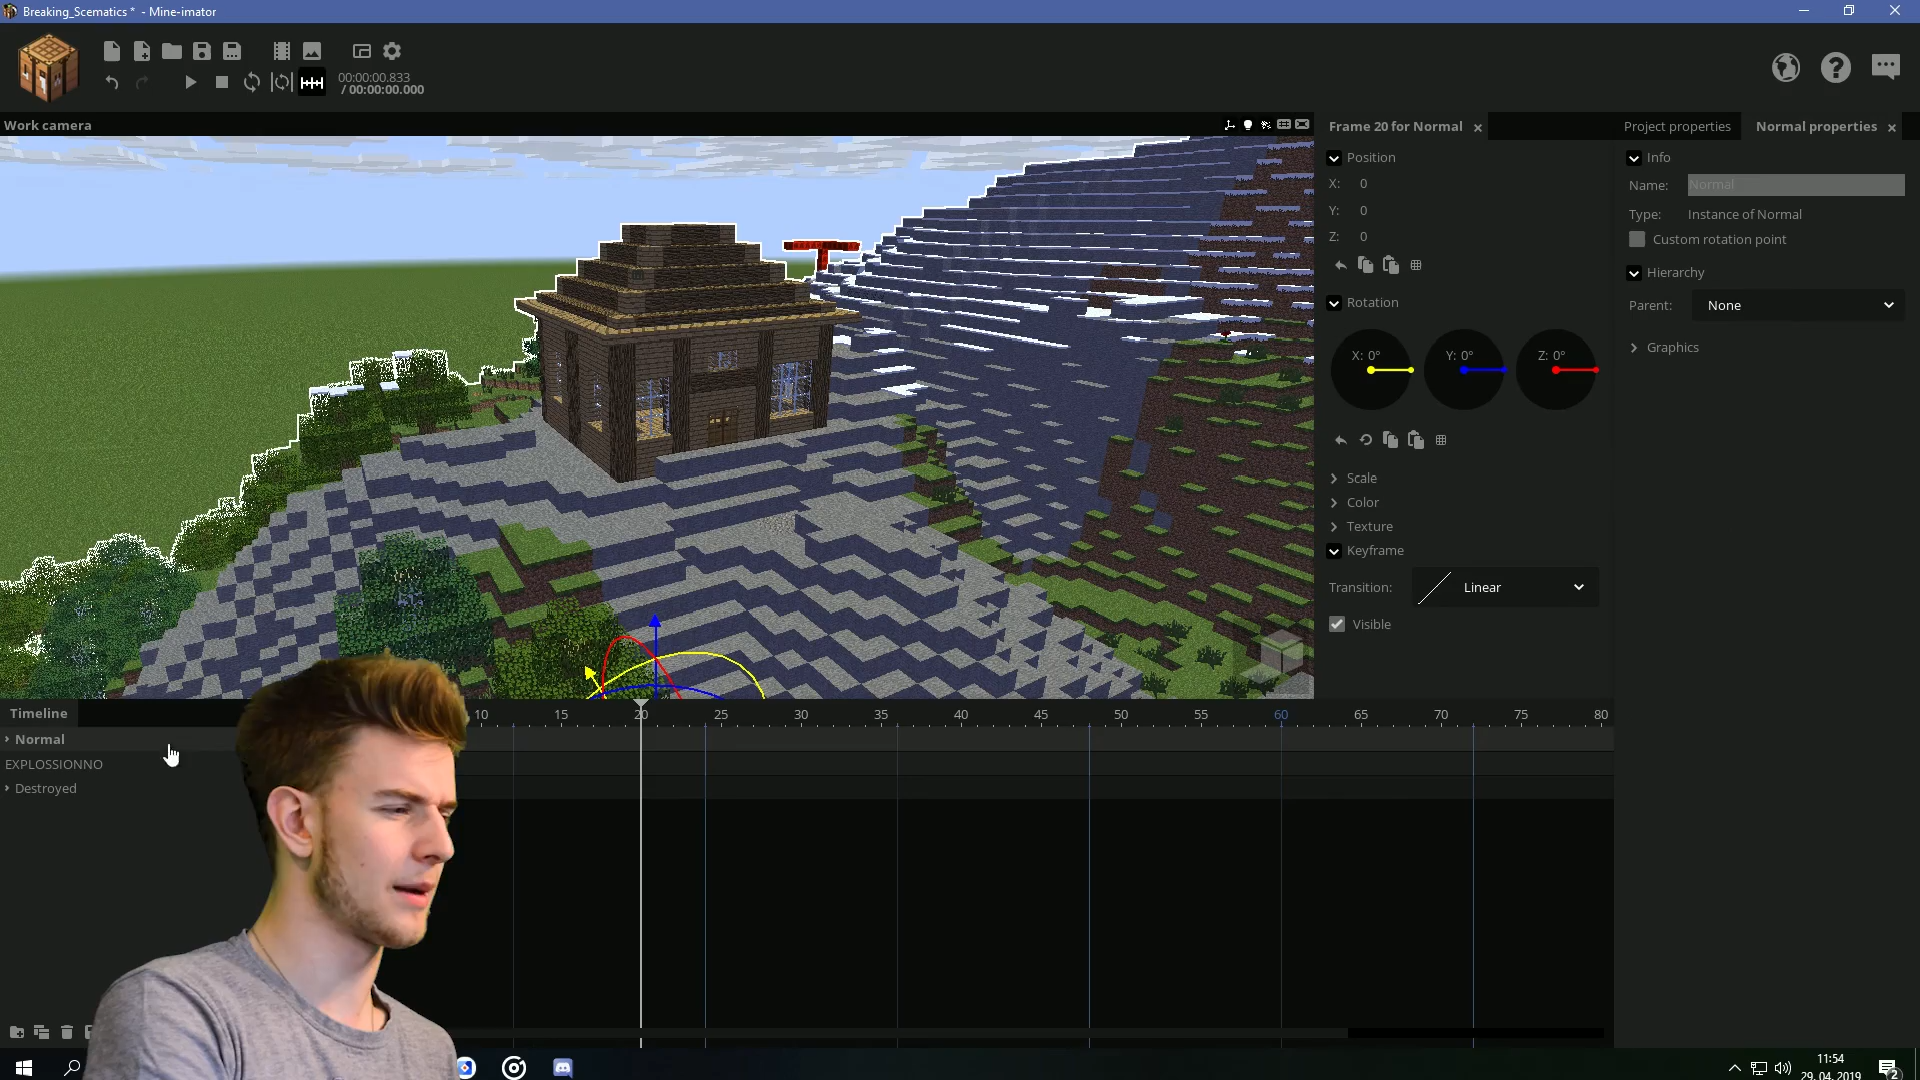 Breaking_Scematics * - Mine-imator
00:00:00.833
/ 00:00:00.000
Work camera
Frame 20 for Normal
Project properties
Normal properties
Position
X: 0
Y: 0
Z: 0
Rotation
X: 0°
Y: 0°
Z: 0°
Scale
Color
Texture
Keyframe
Transition:
Linear
Visible
Info
Name:
Normal
Type:
Instance of Normal
Custom rotation point
Hierarchy
Parent:
None
Graphics
Timeline
10 15 20 25 30 35 40 45 50 55 60 65 70 75 80
Normal
EXPLOSSIONNO
Destroyed
11:54
29.04.2019
2